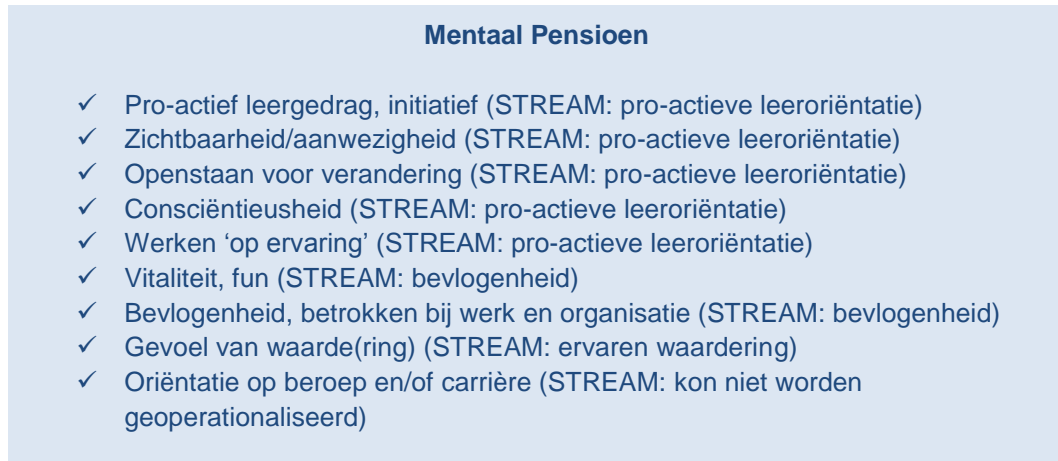 Mentaal Pensioen
✓ Pro-actief leergedrag, initiatief (STREAM: pro-actieve leeroriëntatie)
✓ Zichtbaarheid/aanwezigheid (STREAM: pro-actieve leeroriëntatie)
✓ Openstaan voor verandering (STREAM: pro-actieve leeroriëntatie)
✓ Consciëntieusheid (STREAM: pro-actieve leeroriëntatie)
✓ Werken ‘op ervaring’ (STREAM: pro-actieve leeroriëntatie)
✓ Vitaliteit, fun (STREAM: bevlogenheid)
✓ Bevlogenheid, betrokken bij werk en organisatie (STREAM: bevlogenheid)
✓ Gevoel van waarde(ring) (STREAM: ervaren waardering)
✓ Oriëntatie op beroep en/of carrière (STREAM: kon niet worden
geoperationaliseerd)